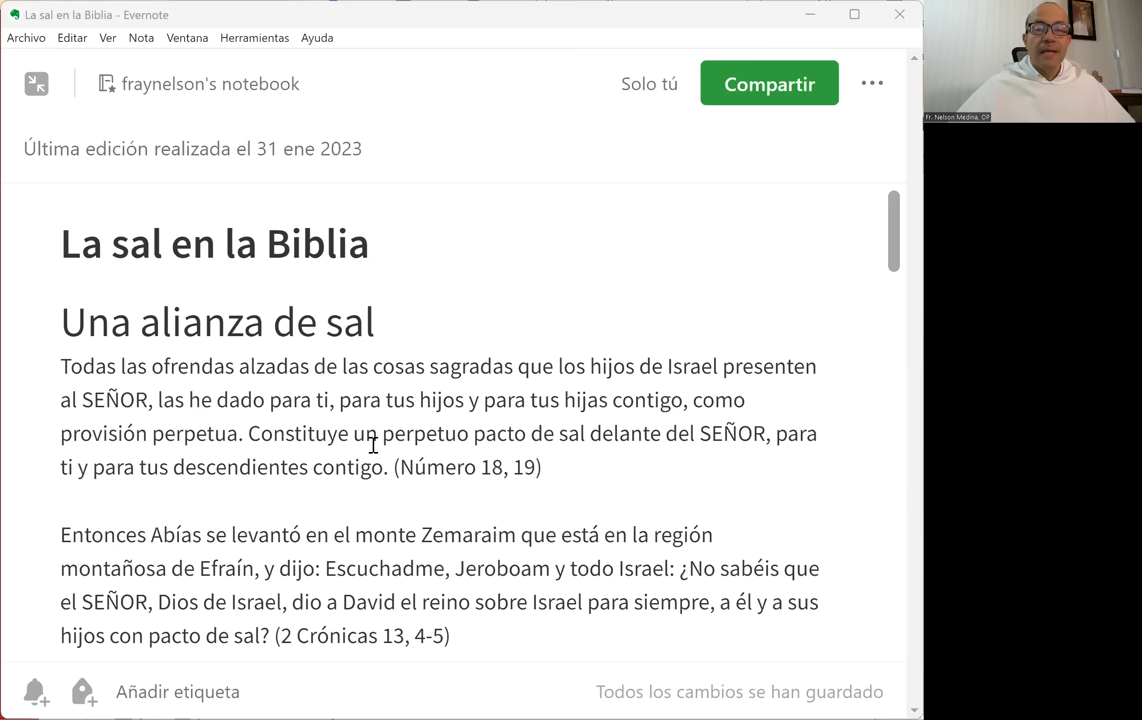 La sal en la Biblia - Evernote
Archivo Editar Ver Nota Ventana Herramientas Ayuda
fraynelson's notebook
Solo tú
Compartir
Última edición realizada el 31 ene 2023
La sal en la Biblia
Una alianza de sal
Todas las ofrendas alzadas de las cosas sagradas que los hijos de Israel presenten
al SEÑOR, las he dado para ti, para tus hijos y para tus hijas contigo, como
provisión perpetua. Constituye un perpetuo pacto de sal delante del SEÑOR, para
ti y para tus descendientes contigo. (Número 18, 19)
Entonces Abías se levantó en el monte Zemaraim que está en la región
montañosa de Efraín, y dijo: Escuchadme, Jeroboam y todo Israel: ¿No sabéis que
el SEÑOR, Dios de Israel, dio a David el reino sobre Israel para siempre, a él y a sus
hijos con pacto de sal? (2 Crónicas 13, 4-5)
Añadir etiqueta
Todos los cambios se han guardado
Fr. Nelson Medina, OP